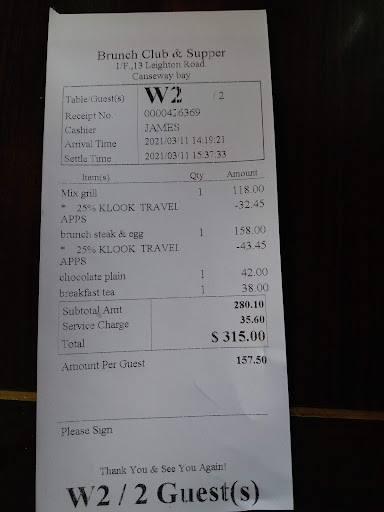 Brunch Club & Supper
1/F.,13 Leighton Road.
Causeway bay
Table/Guest(s) W2 / 2
Receipt No. 0000426369
Cashier JAMES
Arrival Time 2021/03/11 14:19:21
Settle Time 2021/03/11 15:37:33
Item(s) Qty Amount
Mix grill 1 118.00
* 25% KLOOK TRAVEL -32.45
APPS
brunch steak & egg 1 158.00
* 25% KLOOK TRAVEL -43.45
APPS
chocolate plain 1 42.00
breakfast tea 1 38.00
Subtotal Amt 280.10
Service Charge 35.60
Total $ 315.00
Amount Per Guest 157.50
Please Sign
Thank You & See You Again!
W2 / 2 Guest(s)